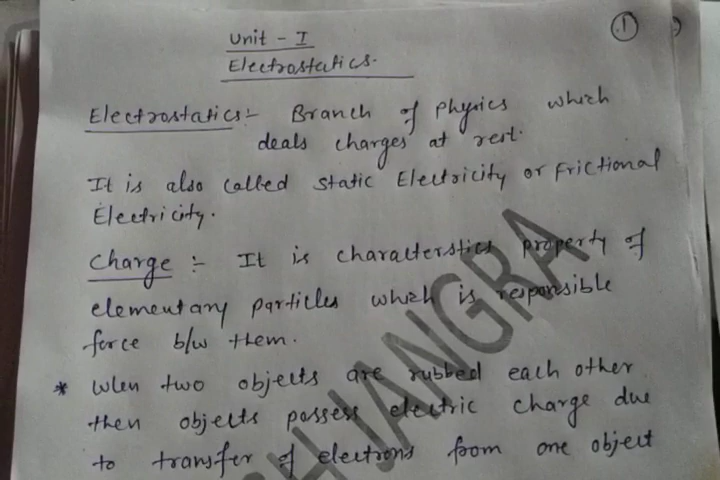 1
Unit - I
Electrostatics.
Electrostatics:- Branch of physics which
deals charges at rest.
It is also called Static Electricity or Frictional
Electricity.
Charge :- It is characterstics property of
elementary particles which is responsible
force b/w them.
* When two objects are rubbed each other
then objects possess electric charge due
to transfer of electrons from one object
JANGRA